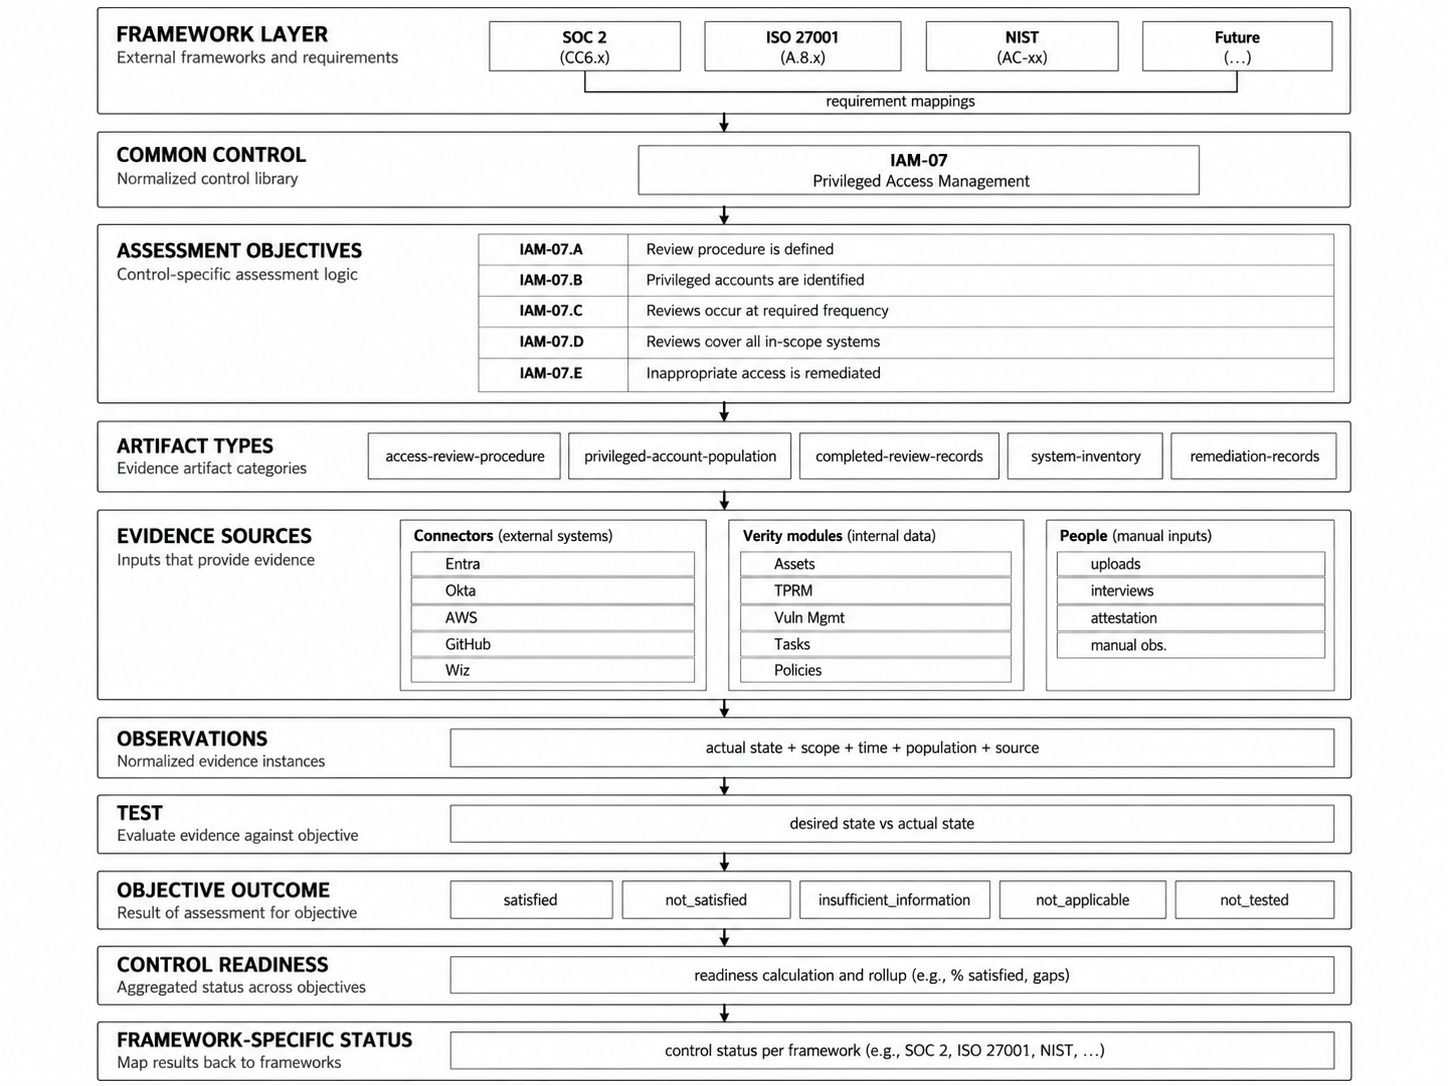 FRAMEWORK LAYER
External frameworks and requirements
SOC 2
(CC6.x)
ISO 27001
(A.8.x)
NIST
(AC-xx)
Future
(...)
requirement mappings
COMMON CONTROL
Normalized control library
IAM-07
Privileged Access Management
ASSESSMENT OBJECTIVES
Control-specific assessment logic
IAM-07.A Review procedure is defined
IAM-07.B Privileged accounts are identified
IAM-07.C Reviews occur at required frequency
IAM-07.D Reviews cover all in-scope systems
IAM-07.E Inappropriate access is remediated
ARTIFACT TYPES
Evidence artifact categories
access-review-procedure
privileged-account-population
completed-review-records
system-inventory
remediation-records
EVIDENCE SOURCES
Inputs that provide evidence
Connectors (external systems)
Entra
Okta
AWS
GitHub
Wiz
Verity modules (internal data)
Assets
TPRM
Vuln Mgmt
Tasks
Policies
People (manual inputs)
uploads
interviews
attestation
manual obs.
OBSERVATIONS
Normalized evidence instances
actual state + scope + time + population + source
TEST
Evaluate evidence against objective
desired state vs actual state
OBJECTIVE OUTCOME
Result of assessment for objective
satisfied
not_satisfied
insufficient_information
not_applicable
not_tested
CONTROL READINESS
Aggregated status across objectives
readiness calculation and rollup (e.g., % satisfied, gaps)
FRAMEWORK-SPECIFIC STATUS
Map results back to frameworks
control status per framework (e.g., SOC 2, ISO 27001, NIST, ...)